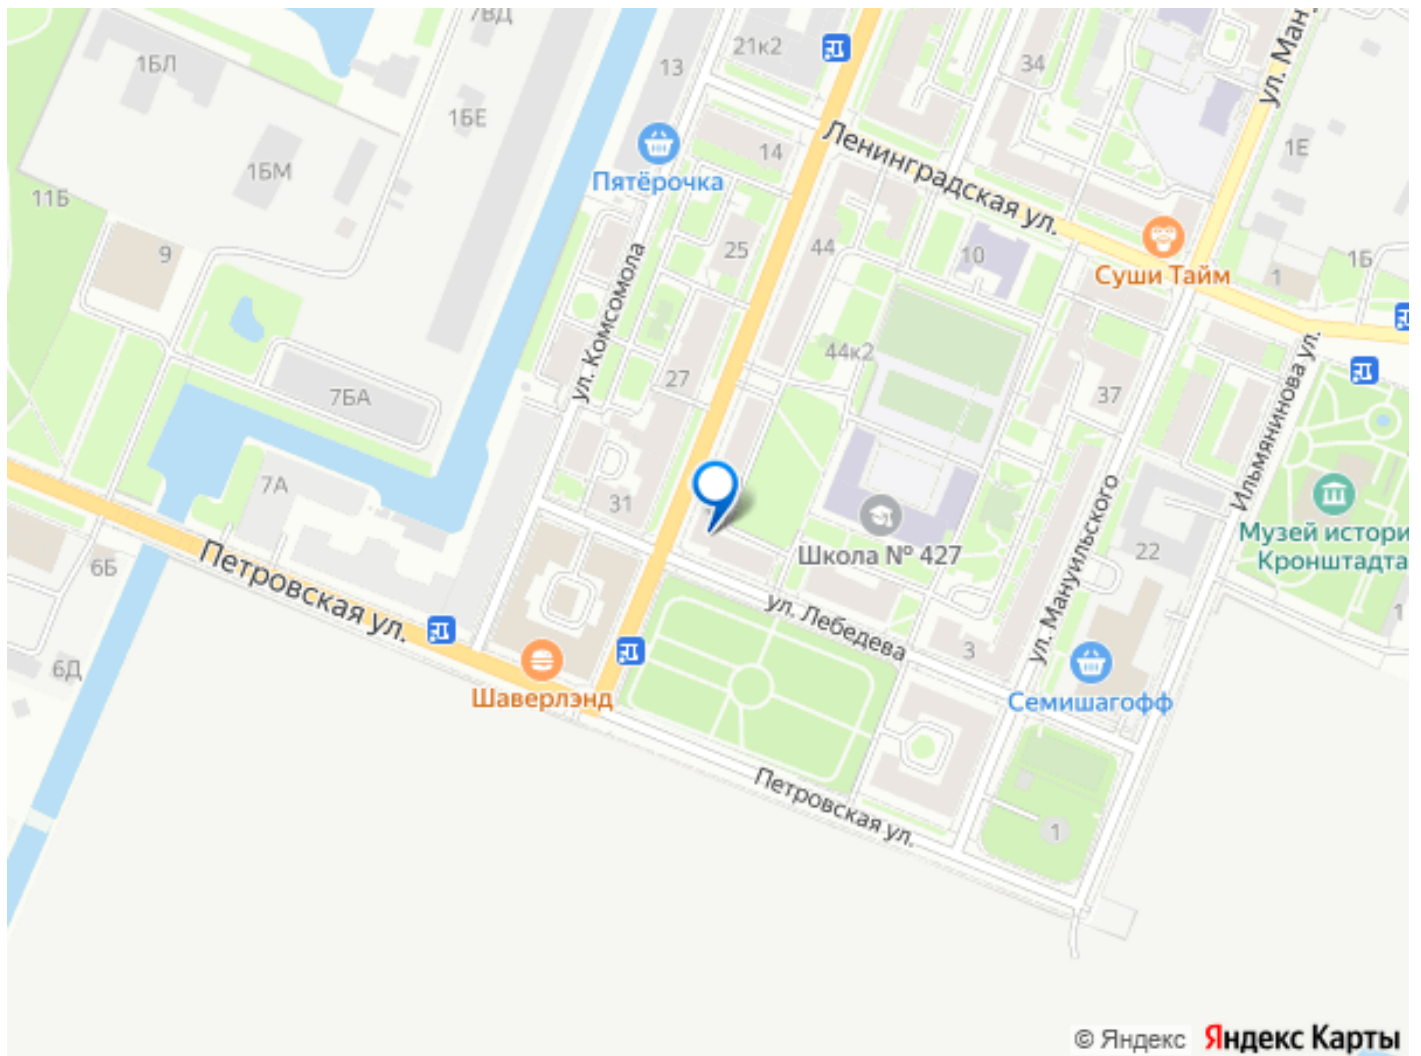 7ВД
1БЛ
21к2
13
34
ул. Ман
1БЕ
1Е
14
Ленинградская ул.
1БМ
Пятёрочка
11Б
9
25
44
10
Суши Тайм
1
1Б
ул. Комсомола
44к2
27
37
7БА
Ильмянинова ул.
7А
31
Школа № 427
ул. Мануильского
22
Музей истори
Кронштадта
6Б
Петровская ул.
ул. Лебедева
1
3
6Д
Шаверлэнд
Семишагофф
Петровская ул.
1
© Яндекс Яндекс Карты